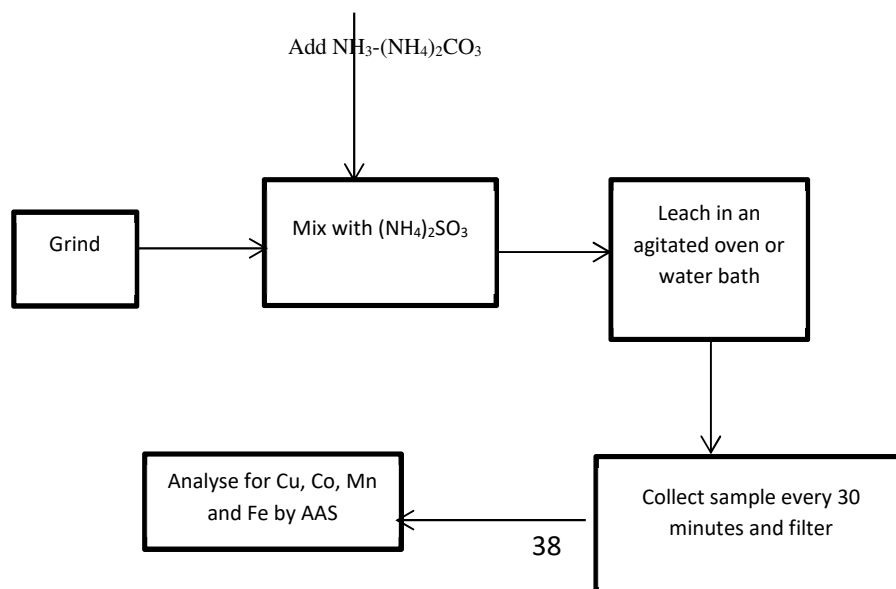 Add NH₃-(NH₄)₂CO₃
Grind
Mix with (NH₄)₂SO₃
Leach in an
agitated oven or
water bath
Analyse for Cu, Co, Mn
and Fe by AAS
Collect sample every 30
minutes and filter
38